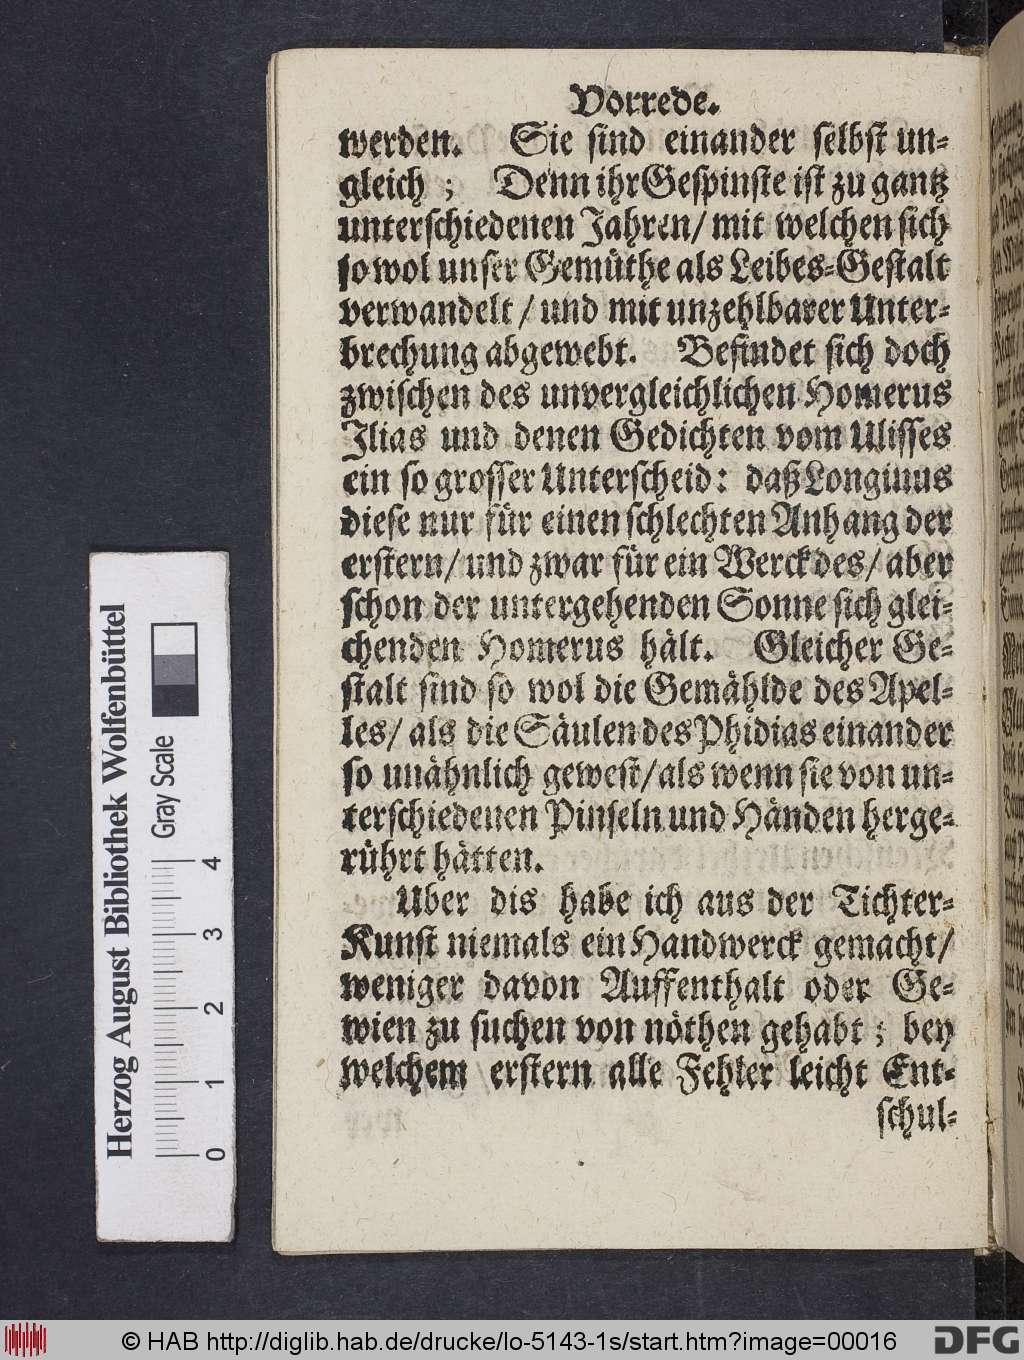 Vorrede.
werden. Sie sind einander selbst un-
gleich; Denn ihr Gespinste ist zu gantz
unterschiedenen Jahren/ mit welchen sich
so wol unser Gemüthe als Leibes-Gestalt
verwandelt / und mit unzehlbarer Unter-
brechung abgewebt. Befindet sich doch
zwischen des unvergleichlichen Homerus
Ilias und denen Gedichten vom Ulisses
ein so grosser Unterscheid: daß Longinus
diese nur für einen schlechten Anhang der
erstern/ und zwar für ein Werck des/ aber
schon der untergehenden Sonne sich glei-
chenden Homerus hält. Gleicher Ge-
stalt sind so wol die Gemählde des Apel-
les/ als die Säulen des Phidias einander
so unähnlich gewest/ als wenn sie von un-
terschiedenen Pinseln und Händen herge-
rührt hätten.
Uber dis habe ich aus der Tichter-
Kunst niemals ein Handwerck gemacht/
weniger davon Auffenthalt oder Ge-
wien zu suchen von nöthen gehabt; bey
welchem erstern alle Fehler leicht Ent-
schul-
Herzog August Bibliothek Wolfenbüttel
Gray Scale
0 1 2 3 4
© HAB http://diglib.hab.de/drucke/lo-5143-1s/start.htm?image=00016
DFG